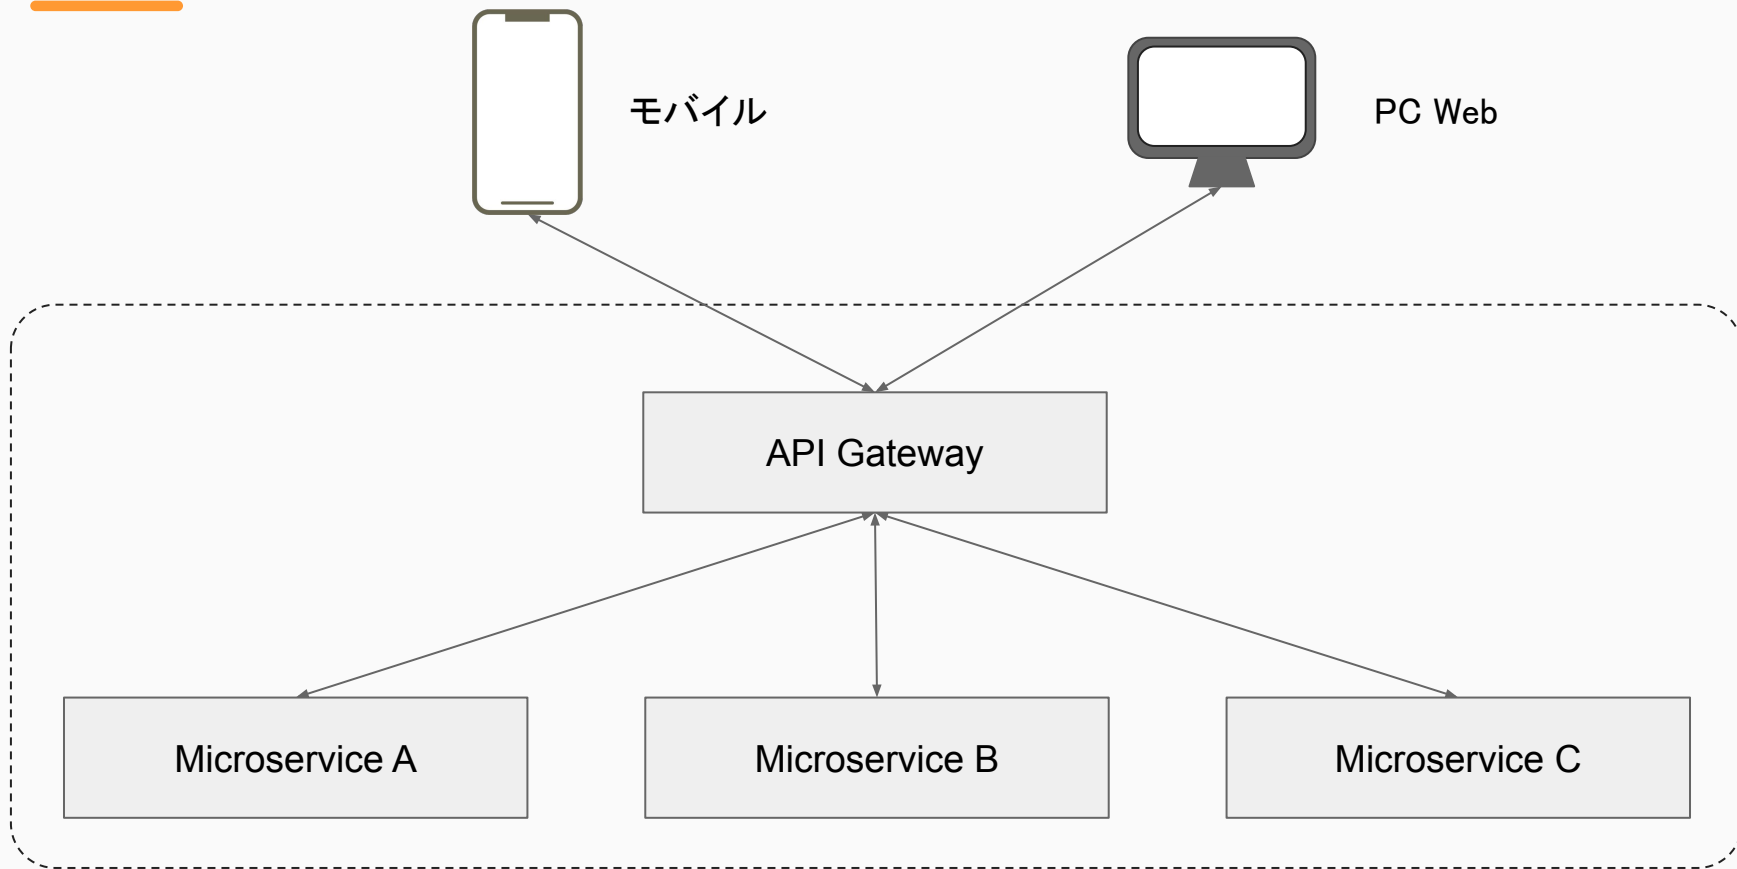 モバイル
PC Web
API Gateway
Microservice A
Microservice B
Microservice C